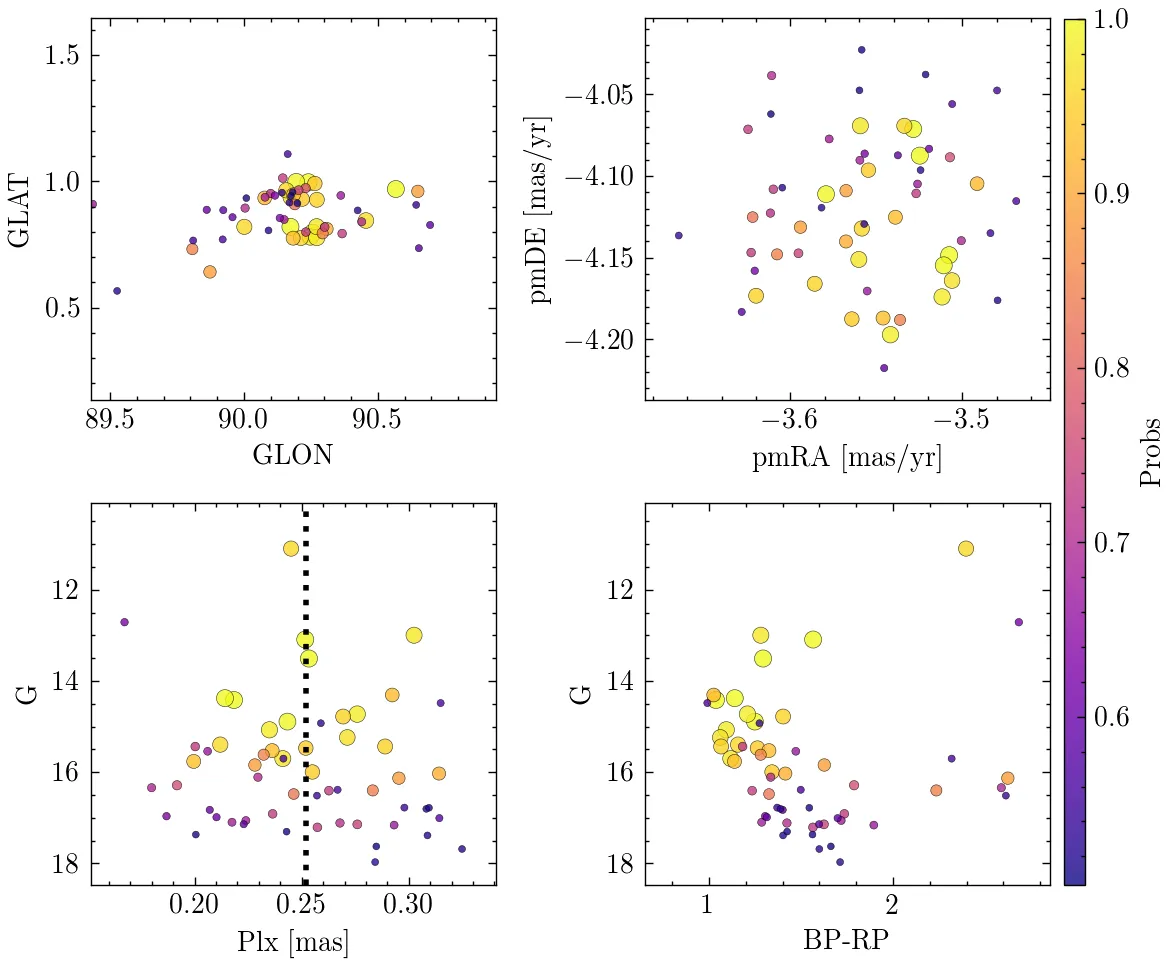 1.5
1.0
0.5
GLAT
89.5 90.0 90.5
GLON
−4.05
−4.10
−4.15
−4.20
pmDE [mas/yr]
−3.6 −3.5
pmRA [mas/yr]
1.0
0.9
0.8
0.7
0.6
Probs
12
14
16
18
G
0.20 0.25 0.30
Plx [mas]
12
14
16
18
G
1 2
BP-RP